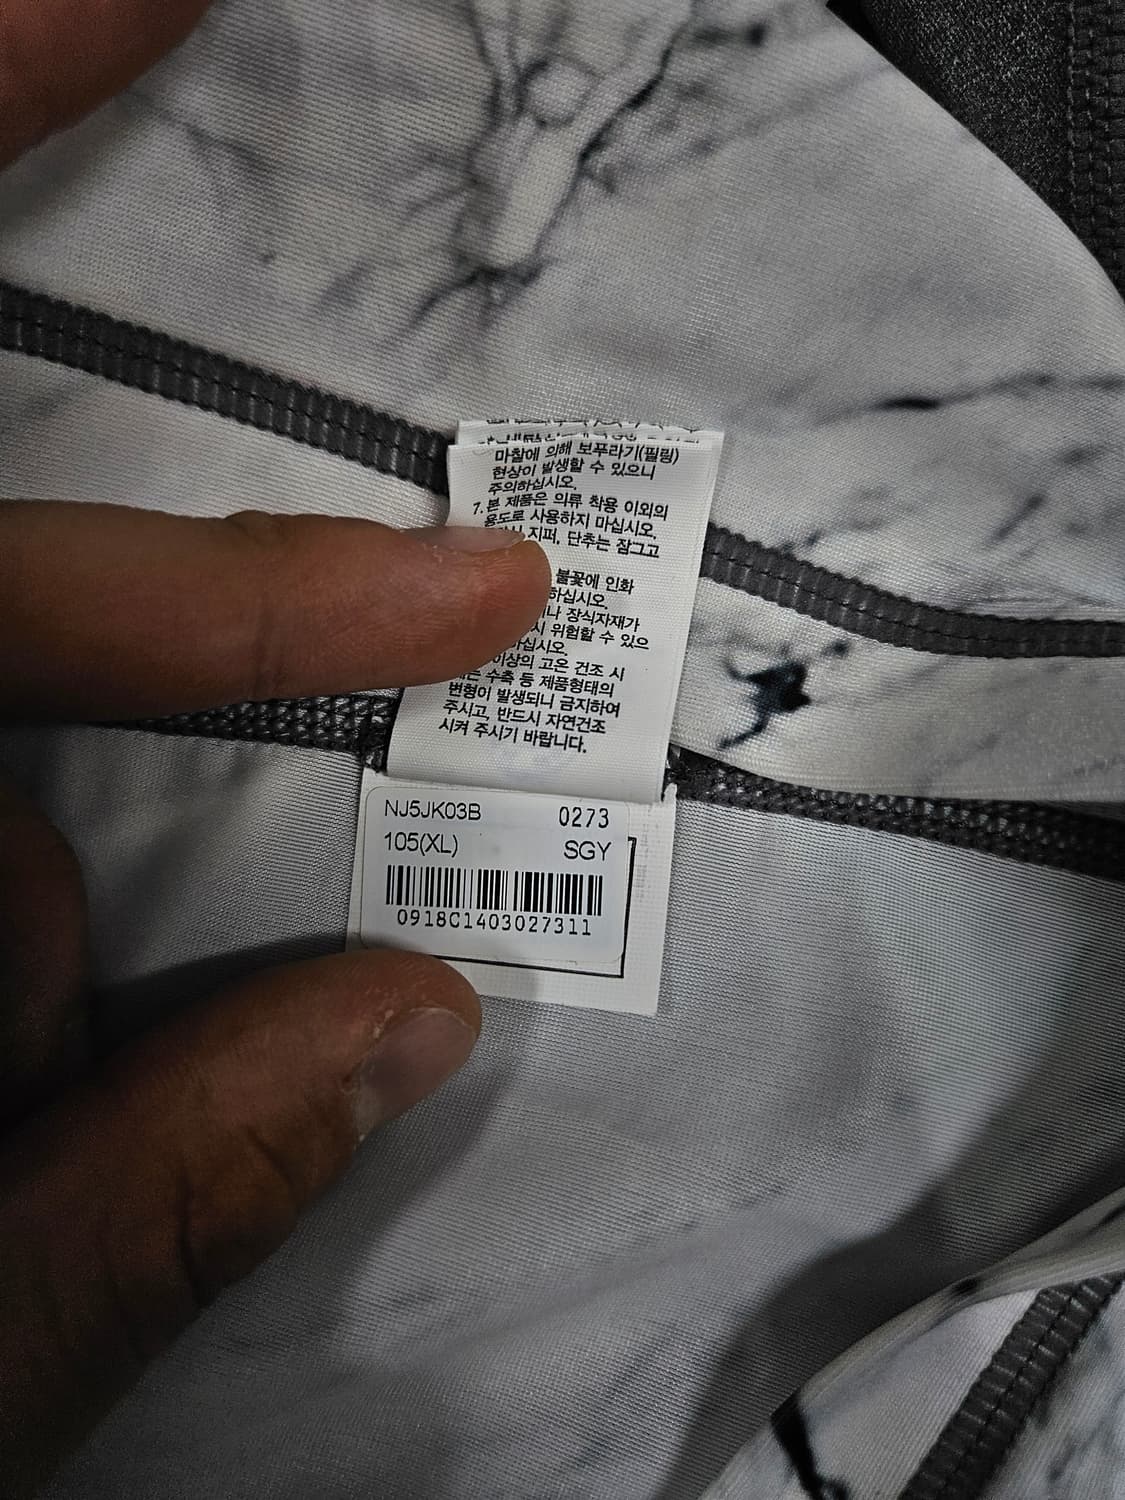 마찰에 의해 보푸라기(필링)
현상이 발생할 수 있으니
주의하십시오.
7. 본 제품은 의류 착용 이외의
용도로 사용하지 마십시오.
지퍼, 단추는 잠그고
불꽃에 인화
하십시오.
나 장식자재가
시 위험할 수 있으
마십시오.
이상의 고온 건조 시
수축 등 제품형태의
변형이 발생되니 금지하여
주시고, 반드시 자연건조
시켜 주시기 바랍니다.
NJ5JK03B 0273
105(XL) SGY
0918C1403027311